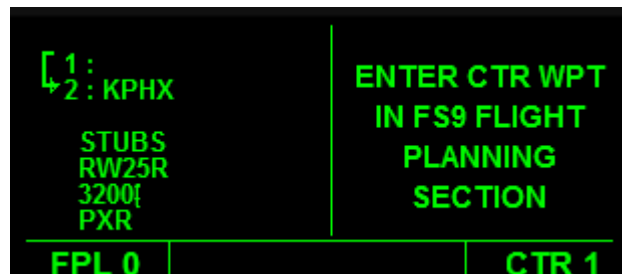 1 :
2 : KPHX
STUBS
RW25R
3200[
PXR
ENTER CTR WPT
IN FS9 FLIGHT
PLANNING
SECTION
FPL 0
CTR 1